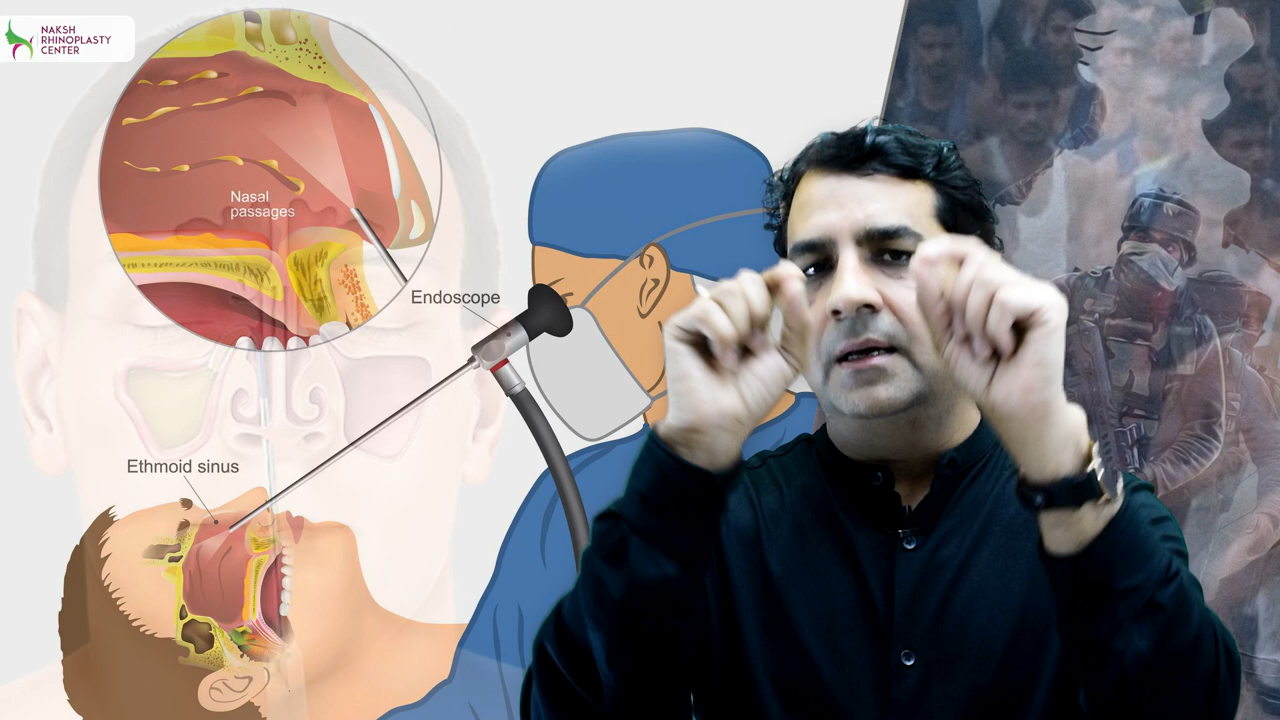 NAKSH
RHINOPLASTY
CENTER
Nasal
passages
Endoscope
Ethmoid sinus